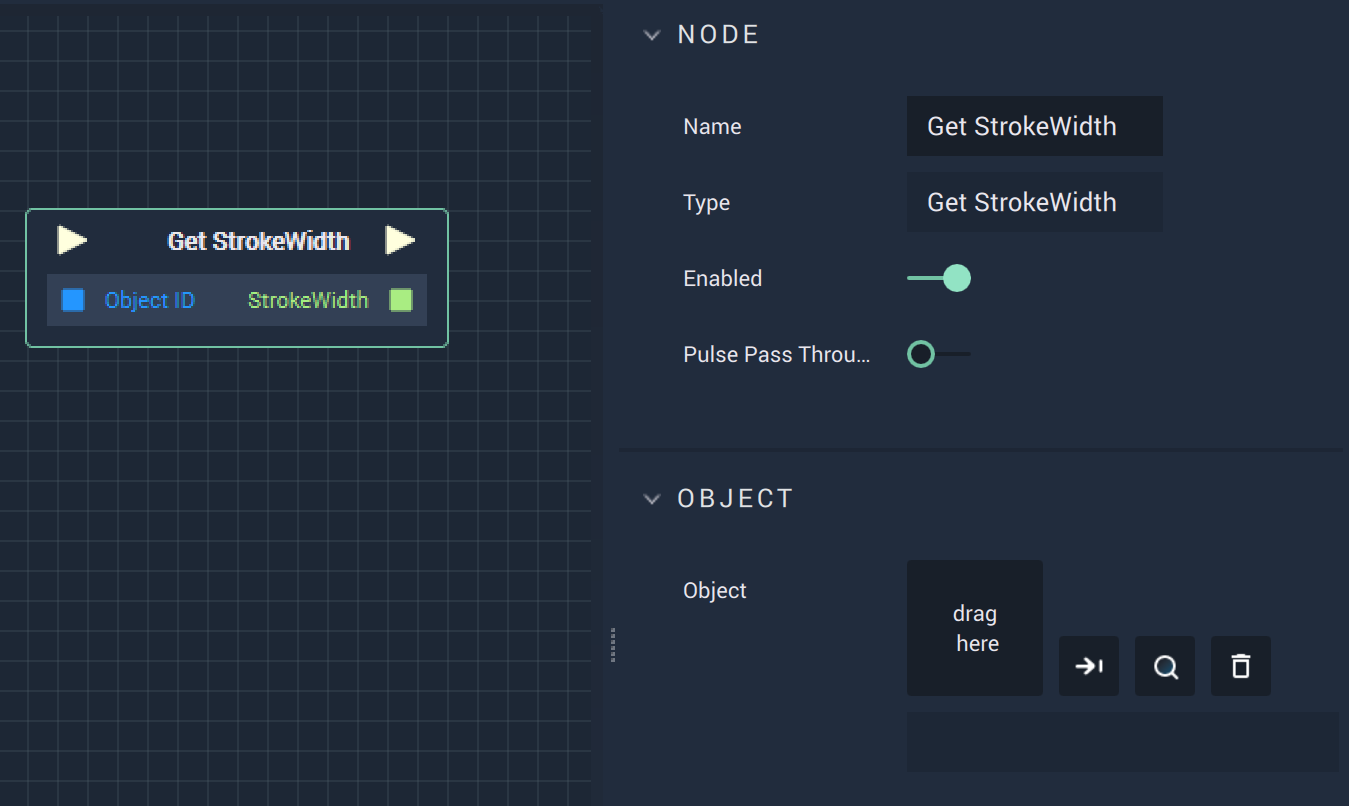 Get StrokeWidth
Object ID StrokeWidth
NODE
Name Get StrokeWidth
Type Get StrokeWidth
Enabled
Pulse Pass Throu...
OBJECT
Object
drag
here